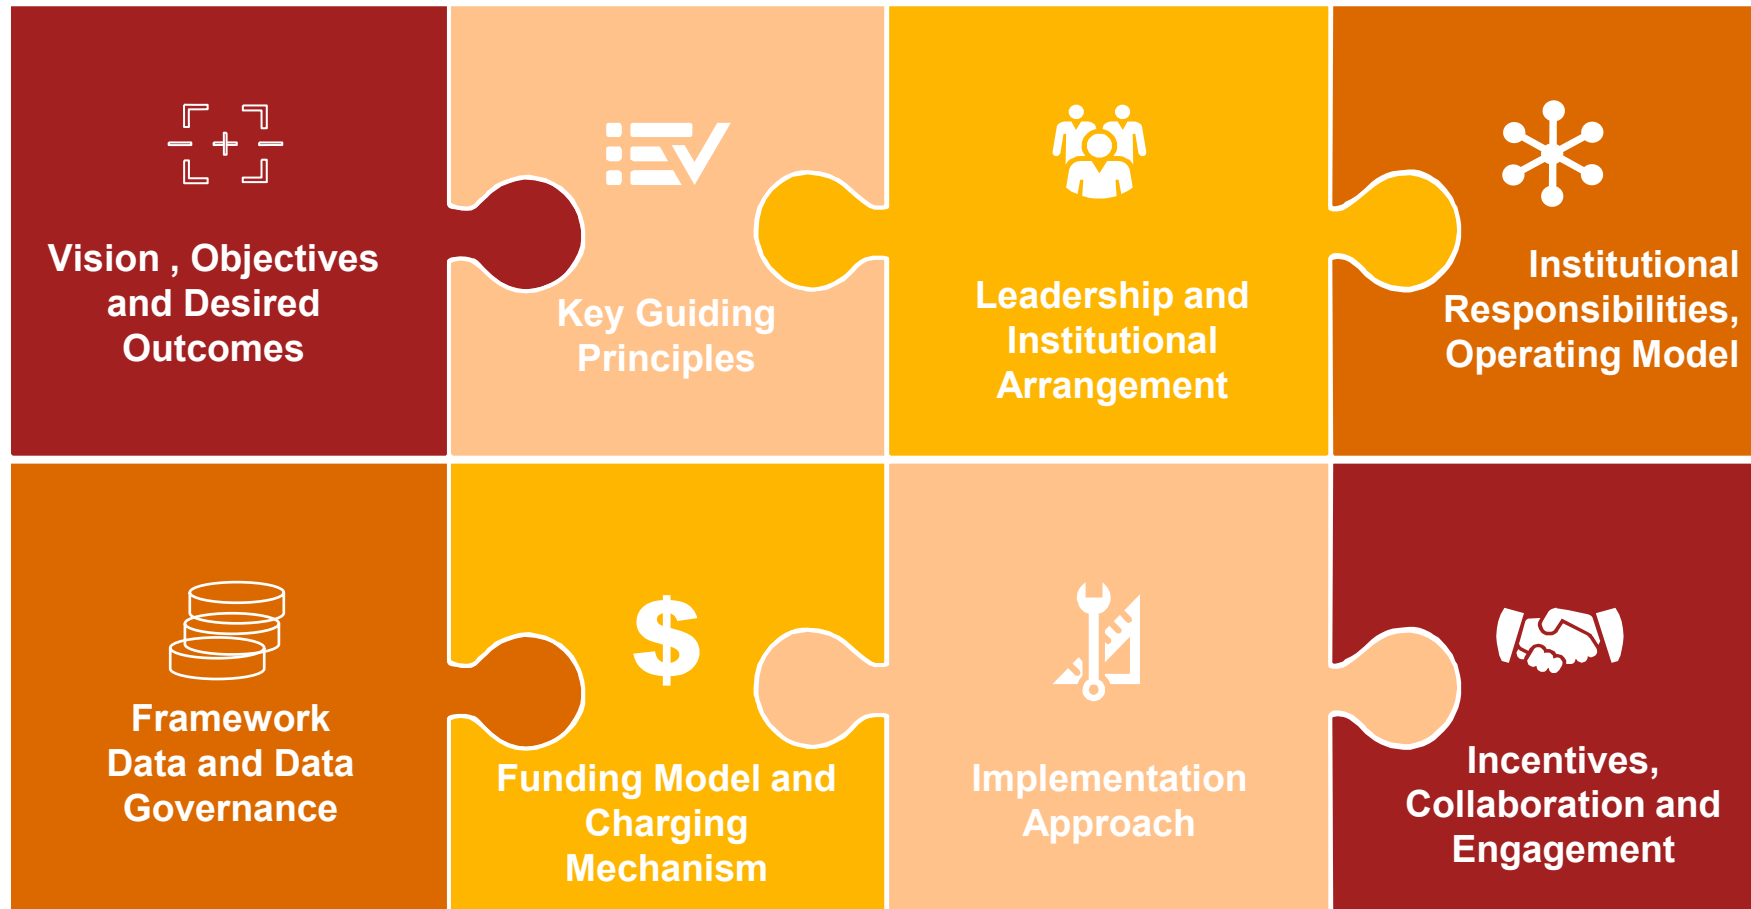 Vision , Objectives
and Desired
Outcomes
Key Guiding
Principles
Leadership and
Institutional
Arrangement
Institutional
Responsibilities,
Operating Model
Framework
Data and Data
Governance
$
Funding Model and
Charging
Mechanism
Implementation
Approach
Incentives,
Collaboration and
Engagement